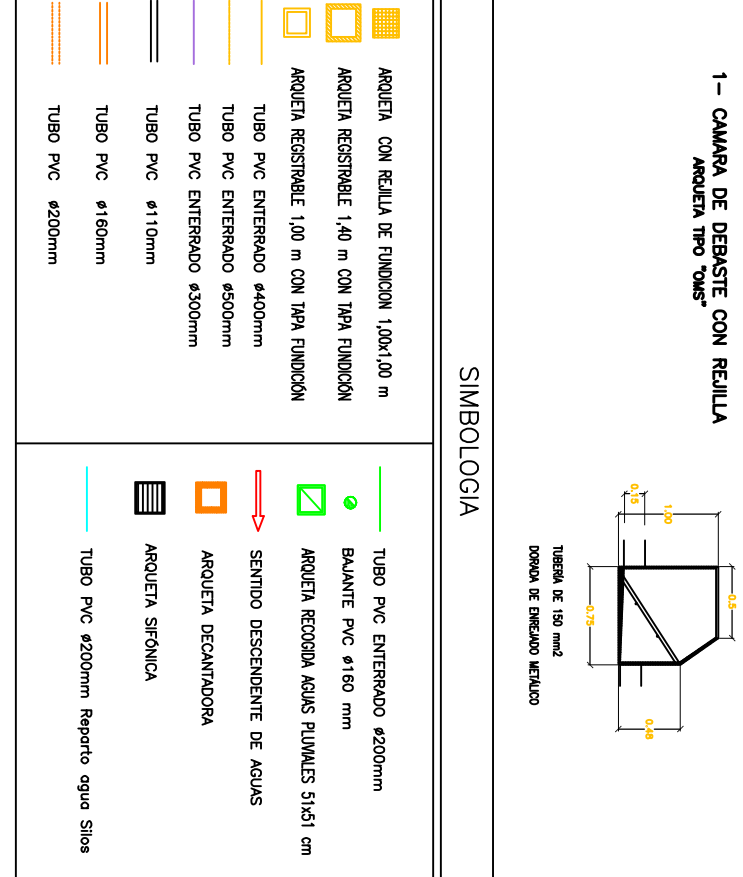 1- CAMARA DE DEBASTE CON REJILLA
ARQUETA TIPO "OMS"
0.5
1.00
0.15
0.75
0.48
TUBERÍA DE 150 mm2
DORADA DE ENREJADO METÁLICO
SIMBOLOGIA
ARQUETA CON REJILLA DE FUNDICION 1,00x1,00 m
ARQUETA REGISTRABLE 1,40 m CON TAPA FUNDICIÓN
ARQUETA REGISTRABLE 1,00 m CON TAPA FUNDICIÓN
TUBO PVC ENTERRADO ø400mm
TUBO PVC ENTERRADO ø500mm
TUBO PVC ENTERRADO ø300mm
TUBO PVC ø110mm
TUBO PVC ø160mm
TUBO PVC ø200mm
TUBO PVC ENTERRADO ø200mm
BAJANTE PVC ø160 mm
ARQUETA RECOGIDA AGUAS PLUVIALES 51x51 cm
SENTIDO DESCENDENTE DE AGUAS
ARQUETA DECANTADORA
ARQUETA SIFÓNICA
TUBO PVC ø200mm Reparto agua Silos